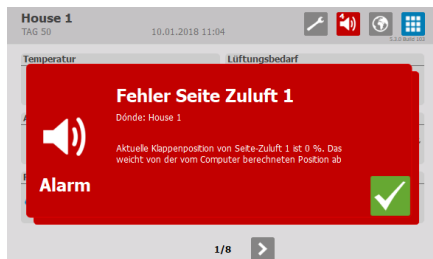 House 1
TAG 50
10.01.2018 11:04
Temperatur
Lüftungsbedarf
Fehler Seite Zuluft 1
Dónde: House 1
Aktuelle Klappenposition von Seite-Zuluft 1 ist 0 %. Das
weicht von der vom Computer berechneten Position ab
Alarm
1/8